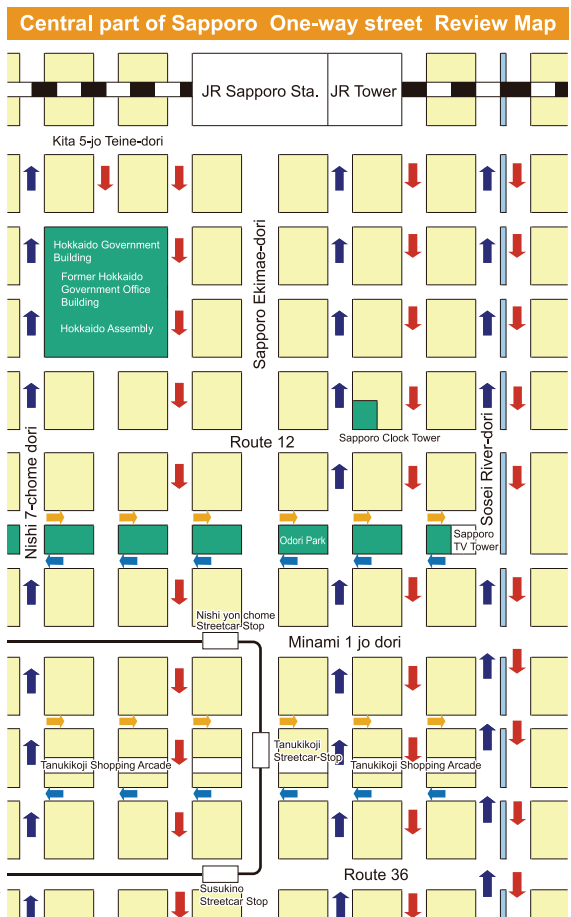 Central part of Sapporo One-way street Review Map
JR Sapporo Sta.
JR Tower
Kita 5-jo Teine-dori
Hokkaido Government
Building
Former Hokkaido
Government Office
Building
Hokkaido Assembly
Sapporo Ekimae-dori
Route 12
Sapporo Clock Tower
Nishi 7-chome dori
Sosei River-dori
Odori Park
Sapporo
TV Tower
Nishi yon chome
Streetcar Stop
Minami 1 jo dori
Tanukikoji
Streetcar-Stop
Tanukikoji Shopping Arcade
Tanukikoji Shopping Arcade
Route 36
Susukino
Streetcar Stop